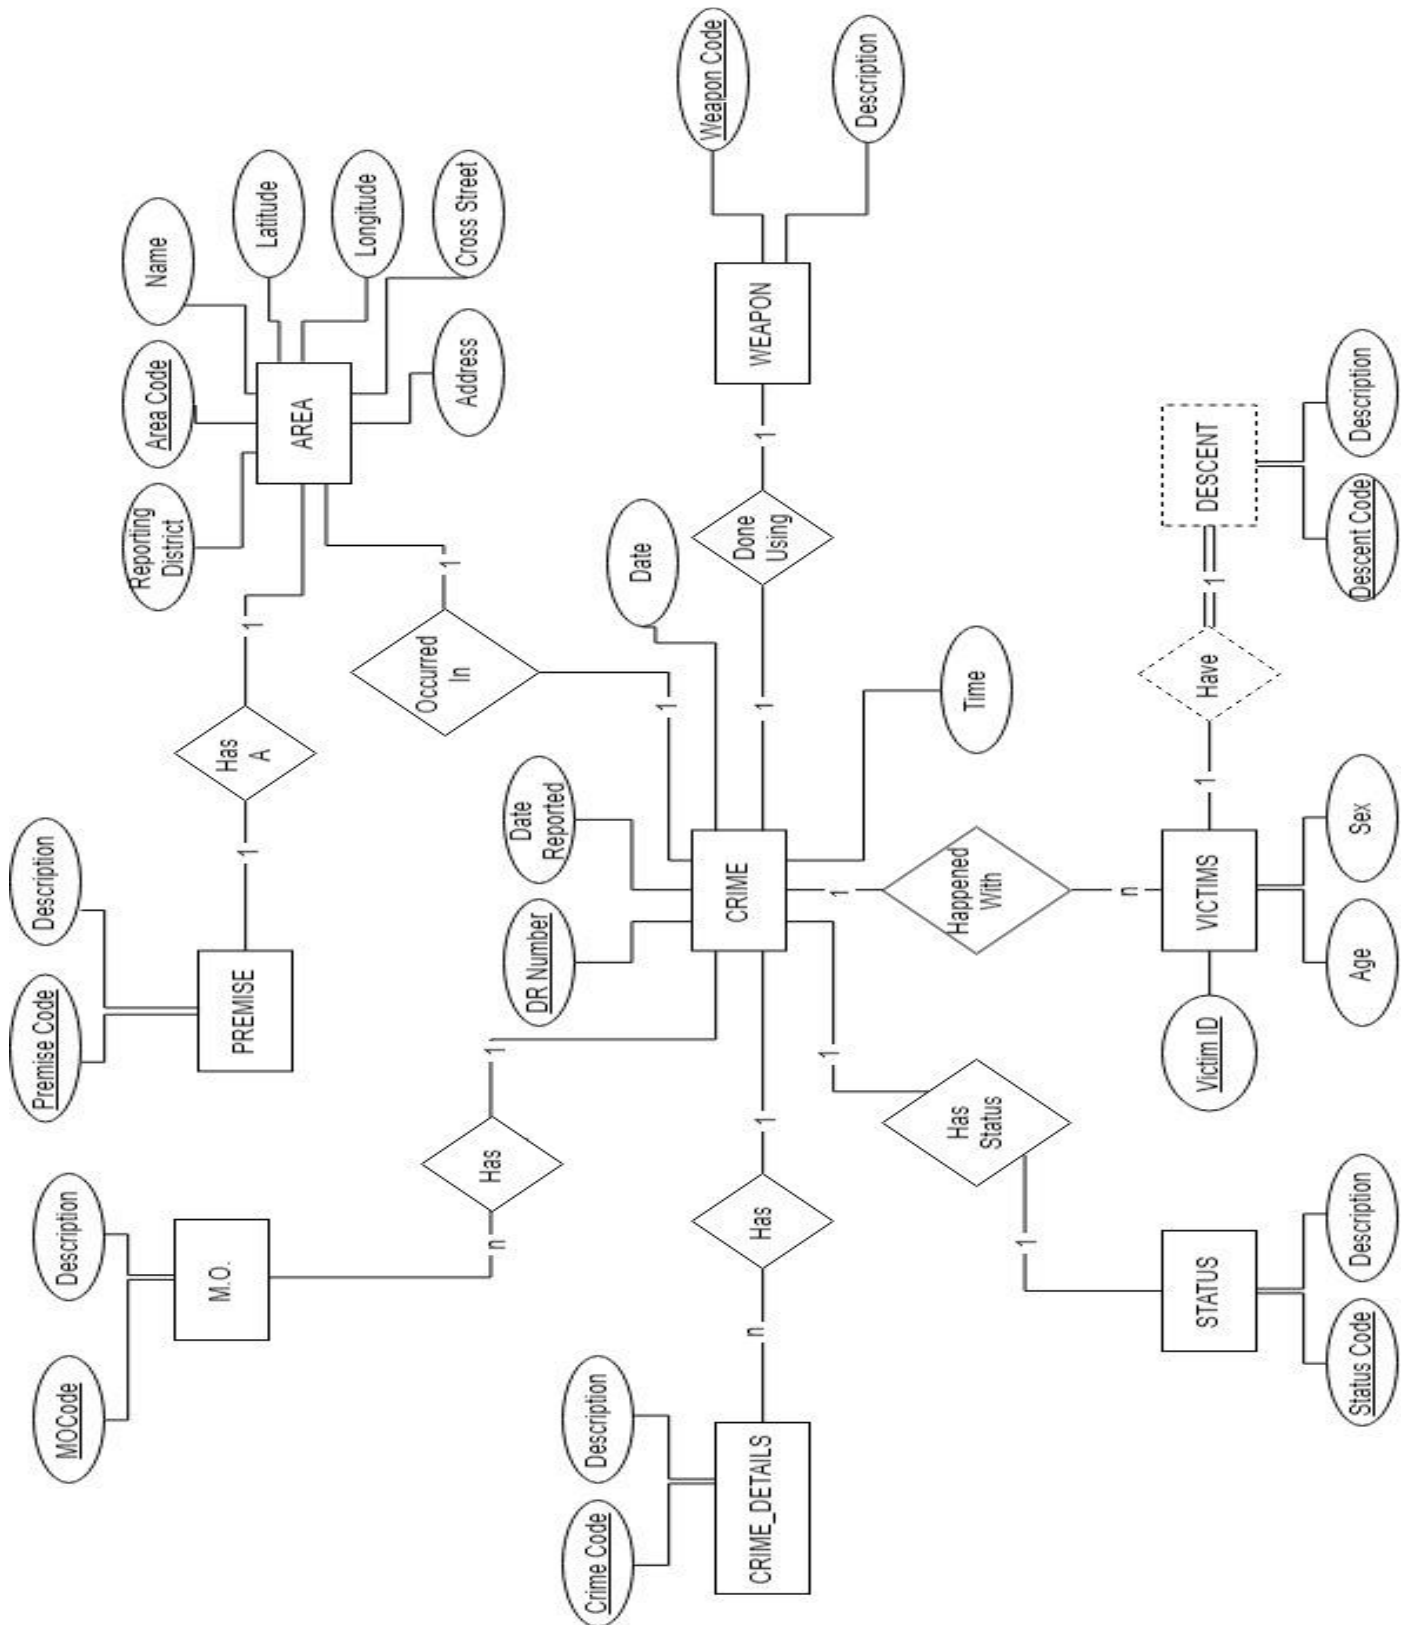 Premise Code
Description
MOCode
Description
Reporting
District
Area Code
Name
M.O.
PREMISE
1
Has
A
1
Latitude
AREA
Longitude
Occurred
In
1
Address
Cross Street
n
Has
1
DR Number
Date
Reported
Crime Code
Description
Date
1
Weapon Code
CRIME_DETAILS
n
Has
1
CRIME
1
Done
Using
1
WEAPON
1
1
Description
Has
Status
Happened
With
Time
1
n
STATUS
Victim ID
VICTIMS
1
Have
1
DESCENT
Status Code
Description
Age
Sex
Descent Code
Description